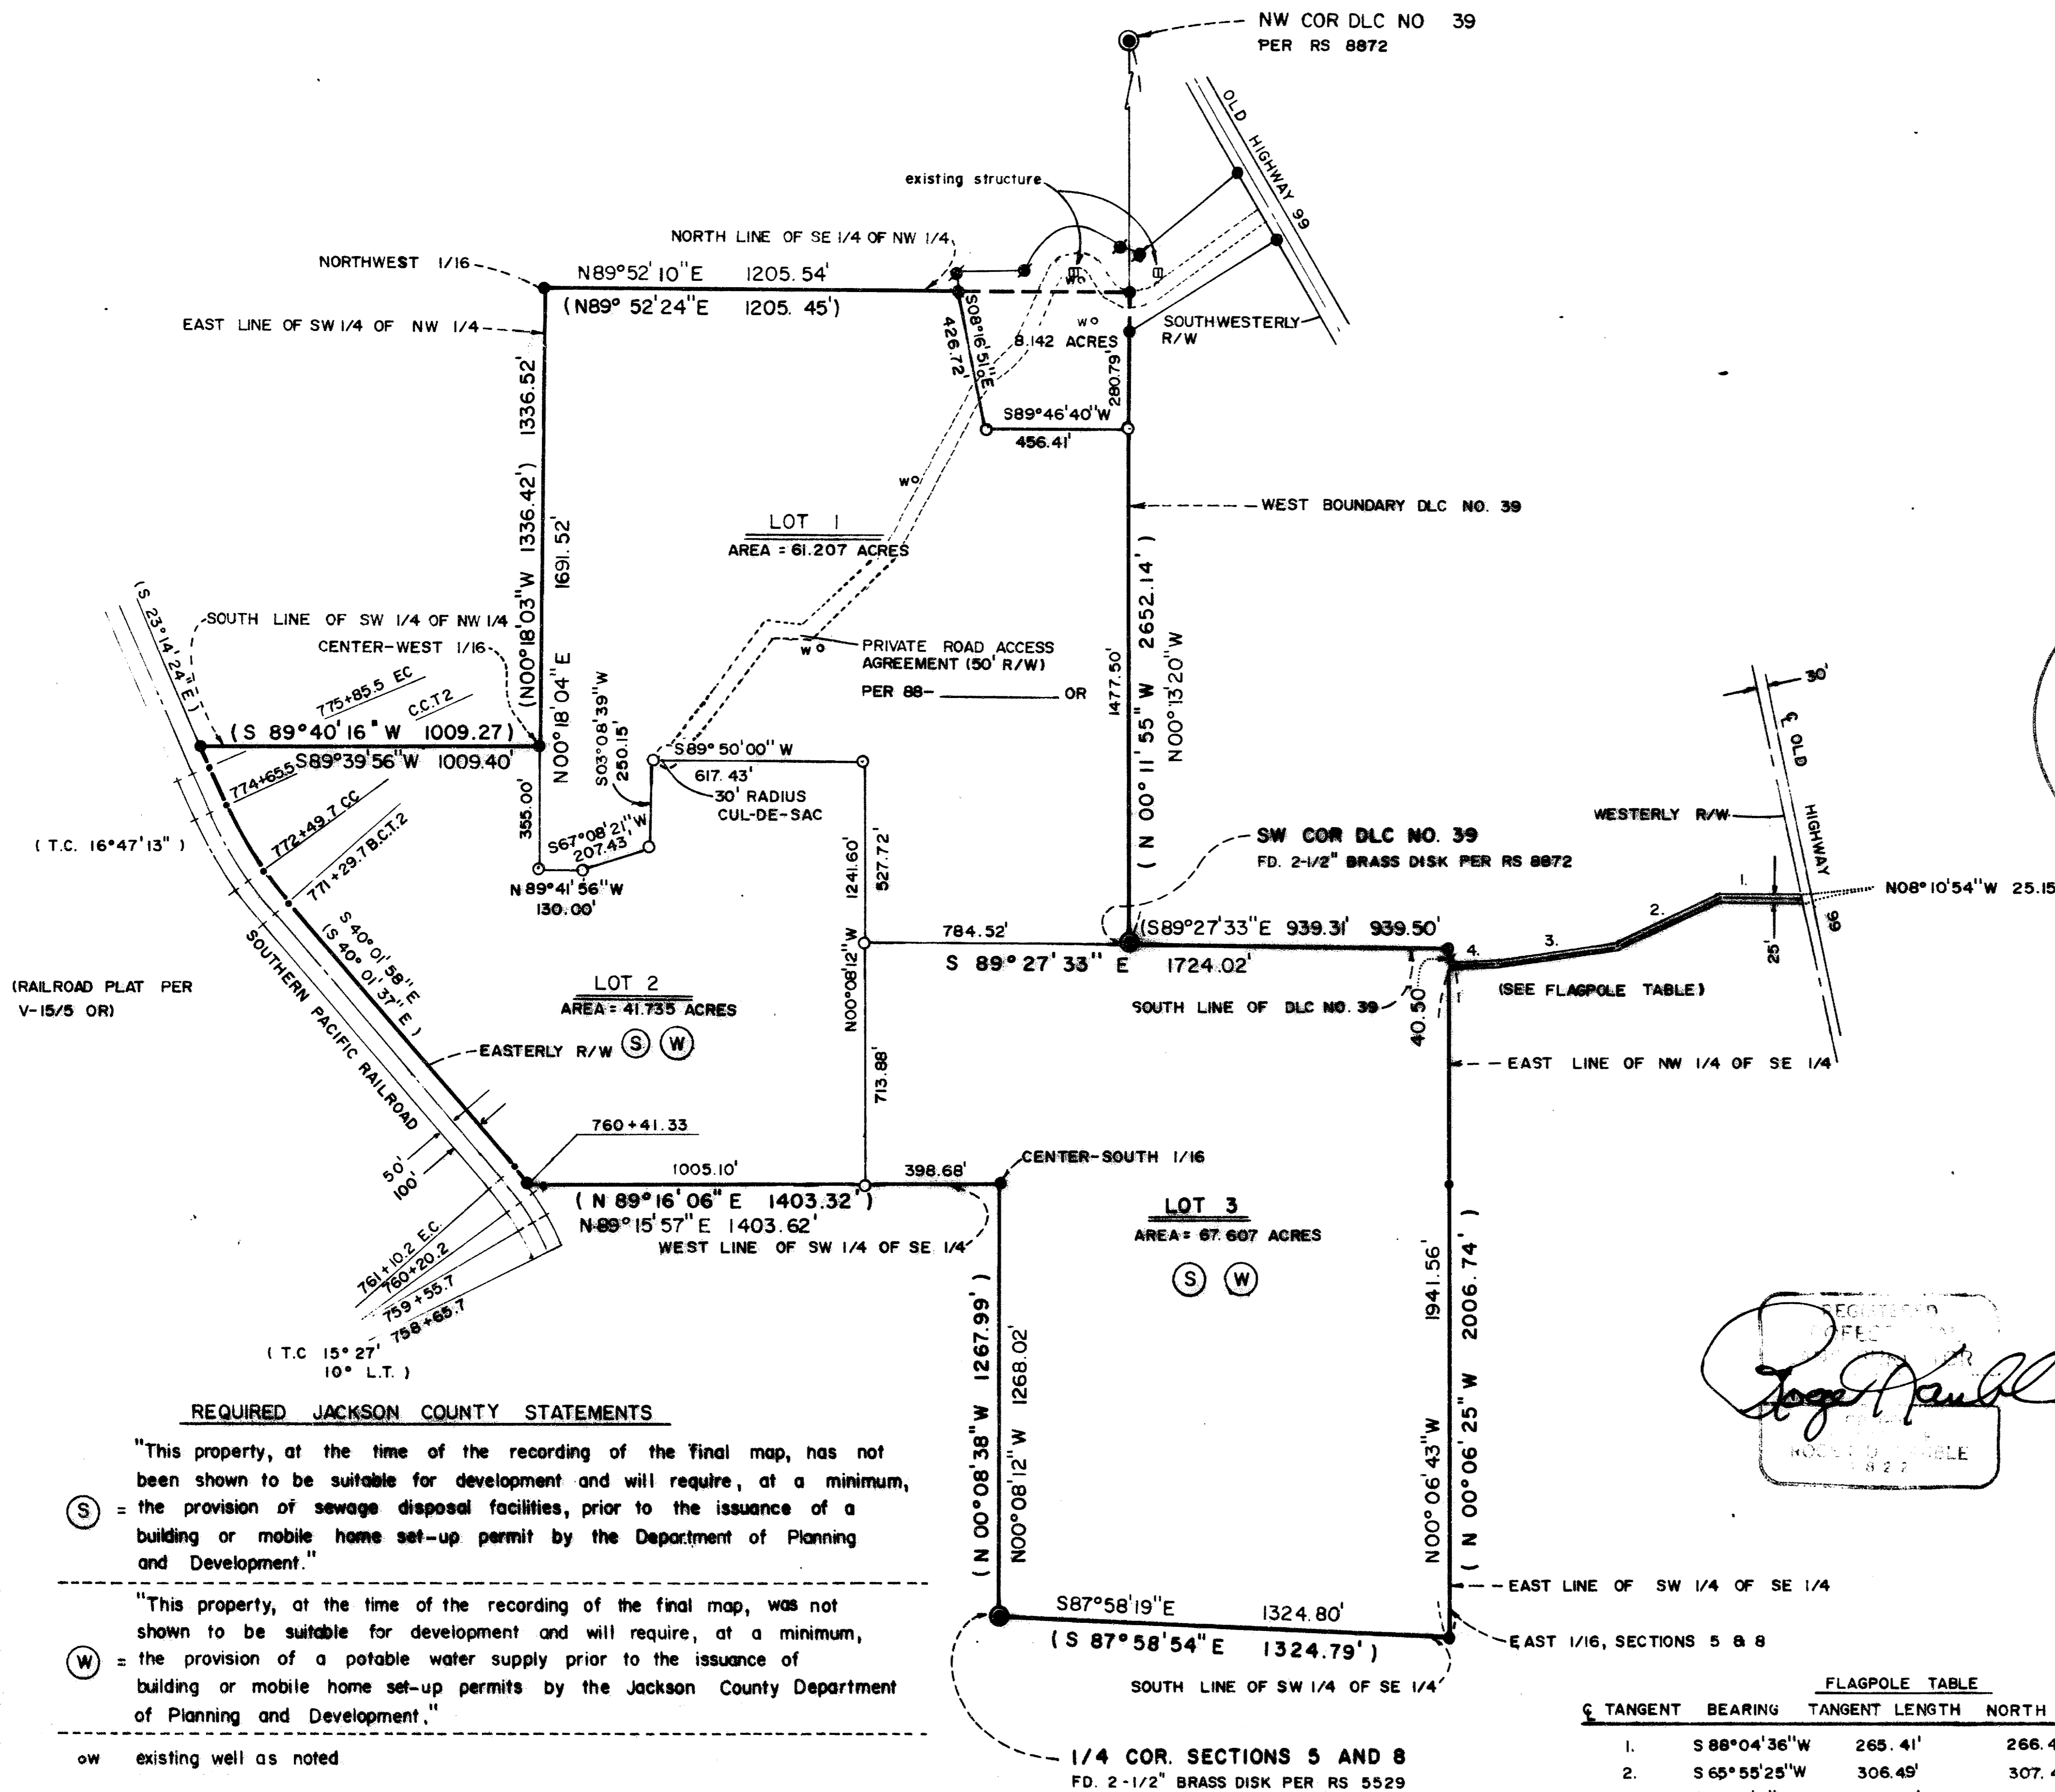 NW COR DLC NO 39
PER RS 8872
OLD HIGHWAY 99
existing structure
NORTH LINE OF SE 1/4 OF NW 1/4
NORTHWEST 1/16
N89°52'10"E 1205.54'
(N89°52'24"E 1205.45')
EAST LINE OF SW 1/4 OF NW 1/4
S08°16'51"E
426.72'
WO
WO
8.142 ACRES
SOUTHWESTERLY
R/W
280.79'
S89°46'40"W
456.41'
(N00°18'03"W 1336.42') 1336.52'
N00°18'04"E 1691.52'
WO
WEST BOUNDARY DLC NO. 39
LOT 1
AREA = 61.207 ACRES
(S 23°14'24"E)
SOUTH LINE OF SW 1/4 OF NW 1/4
CENTER-WEST 1/16
WO
PRIVATE ROAD ACCESS
AGREEMENT (50' R/W)
PER 88- OR
1477.50'
(N 00°11'55"W 2652.14')
N00°13'20"W
775+85.5 EC
C.C.T.2
(S 89°40'16"W 1009.27)
S89°39'56"W 1009.40'
774+65.5
772+49.7 CC
771+29.7 B.C.T.2
(T.C. 16°47'13")
355.00'
S03°08'39"W
250.15'
S89°50'00"W
617.43'
30' RADIUS
CUL-DE-SAC
S67°08'21"W
207.43'
N89°41'56"W
130.00'
1241.60'
527.72'
N00°08'12"W
713.88'
30'
℄ OLD HIGHWAY 99
WESTERLY R/W
SW COR DLC NO. 39
FD. 2-1/2" BRASS DISK PER RS 8872
1.
2.
3.
4.
25'
N08°10'54"W 25.15
784.52'
(S89°27'33"E 939.31' 939.50'
S 89°27'33"E 1724.02'
SOUTH LINE OF DLC NO. 39
40.50'
(SEE FLAGPOLE TABLE)
(RAILROAD PLAT PER
V-15/5 OR)
S 40°01'58"E
(S 40°01'37"E)
SOUTHERN PACIFIC RAILROAD
LOT 2
AREA = 41.735 ACRES
S W
EASTERLY R/W
EAST LINE OF NW 1/4 OF SE 1/4
50'
100'
760+41.33
1005.10'
398.68'
CENTER-SOUTH 1/16
(N 89°16'06"E 1403.32')
N 89°15'57"E 1403.62'
WEST LINE OF SW 1/4 OF SE 1/4
761+10.2 E.C.
760+20.2
759+55.7
758+65.7
(T.C 15°27'
10° L.T.)
LOT 3
AREA = 67.607 ACRES
S W
(N 00°08'38"W 1267.99')
N00°08'12"W 1268.02'
N00°06'43"W 1941.56'
(N 00°06'25"W 2006.74')
REGISTERED
REQUIRED JACKSON COUNTY STATEMENTS
"This property, at the time of the recording of the final map, has not
been shown to be suitable for development and will require, at a minimum,
S = the provision of sewage disposal facilities, prior to the issuance of a
building or mobile home set-up permit by the Department of Planning
and Development."
"This property, at the time of the recording of the final map, was not
shown to be suitable for development and will require, at a minimum,
W = the provision of a potable water supply prior to the issuance of
building or mobile home set-up permits by the Jackson County Department
of Planning and Development."
ow existing well as noted
S87°58'19"E 1324.80'
(S 87°58'54"E 1324.79')
EAST LINE OF SW 1/4 OF SE 1/4
EAST 1/16, SECTIONS 5 & 8
SOUTH LINE OF SW 1/4 OF SE 1/4
1/4 COR. SECTIONS 5 AND 8
FD. 2-1/2" BRASS DISK PER RS 5529
FLAGPOLE TABLE
℄ TANGENT BEARING TANGENT LENGTH NORTH
1. S 88°04'36"W 265.41' 266.4
2. S 65°55'25"W 306.49' 307.4